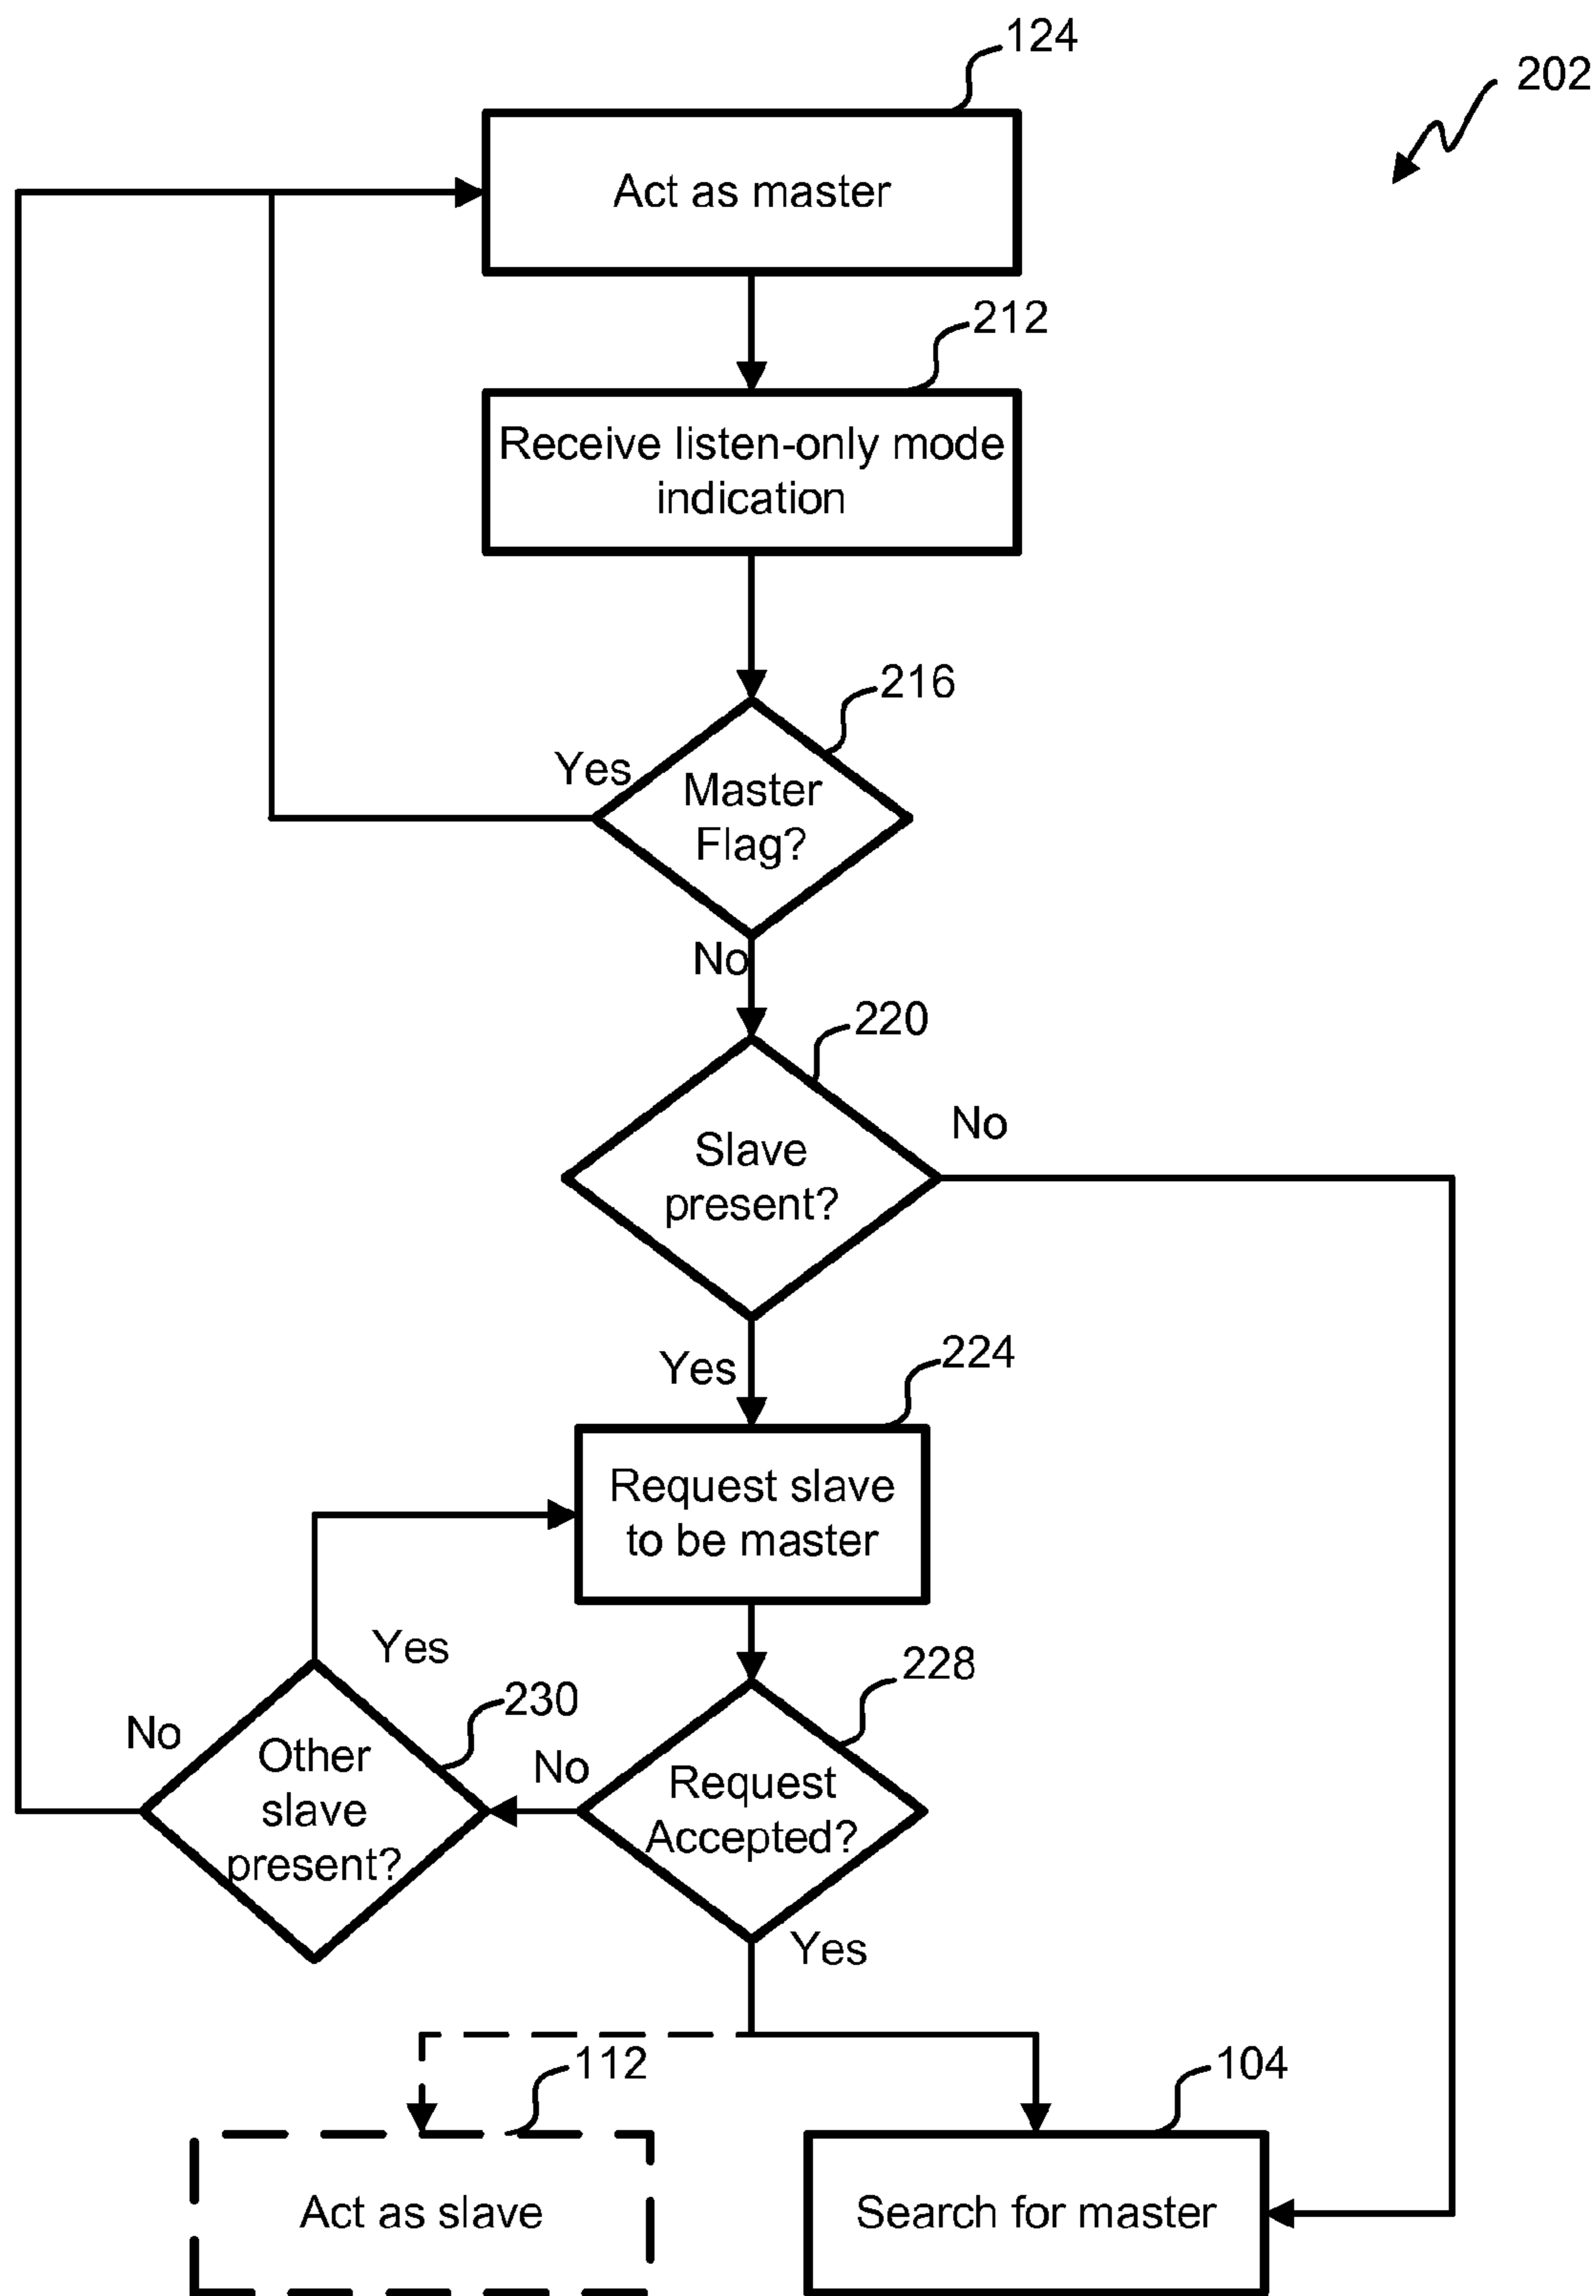 124
202
Act as master
212
Receive listen-only mode
indication
216
Yes
Master
Flag?
No
220
No
Slave
present?
224
Yes
Request slave
to be master
228
Yes
230
No
No
Other
slave
present?
Request
Accepted?
Yes
112
104
Act as slave
Search for master